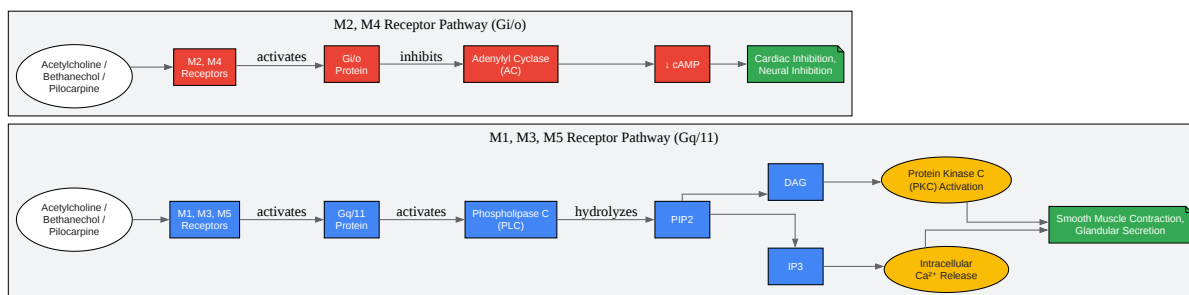 M2, M4 Receptor Pathway (Gi/o)
Acetylcholine /
Bethanechol /
Pilocarpine
M2, M4
Receptors
activates
Gi/o
Protein
inhibits
Adenylyl Cyclase
(AC)
↓ cAMP
Cardiac Inhibition,
Neural Inhibition
M1, M3, M5 Receptor Pathway (Gq/11)
Acetylcholine /
Bethanechol /
Pilocarpine
M1, M3, M5
Receptors
activates
Gq/11
Protein
activates
Phospholipase C
(PLC)
hydrolyzes
PIP2
DAG
Protein Kinase C
(PKC) Activation
IP3
Intracellular
Ca²⁺ Release
Smooth Muscle Contraction,
Glandular Secretion